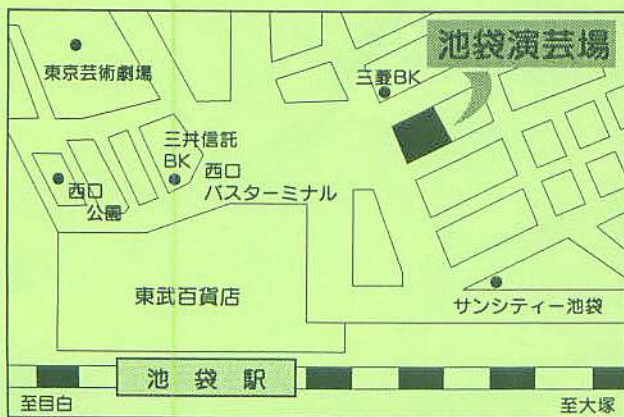 池袋演芸場
東京芸術劇場
三菱BK
三井信託
BK
西口
バスターミナル
西口
公園
東武百貨店
サンシティー池袋
池袋駅
至目白
至大塚